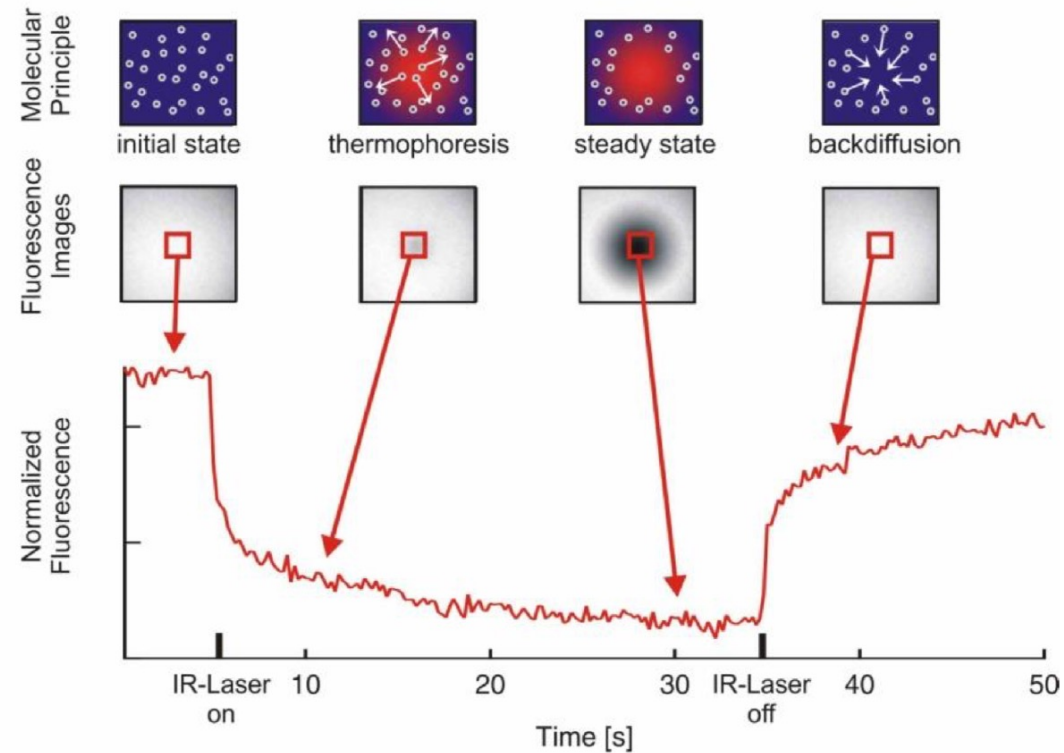 Molecular
Principle
initial state
thermophoresis
steady state
backdiffusion
Fluorescence
Images
Normalized
Fluorescence
IR-Laser
on
10
20
30
IR-Laser
off
40
50
Time [s]